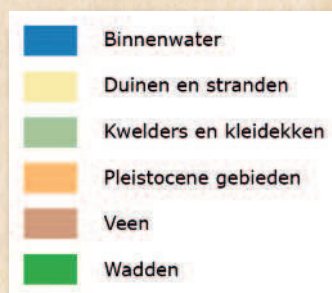 Binnenwater
Duinen en stranden
Kwelders en kleidekken
Pleistocene gebieden
Veen
Wadden